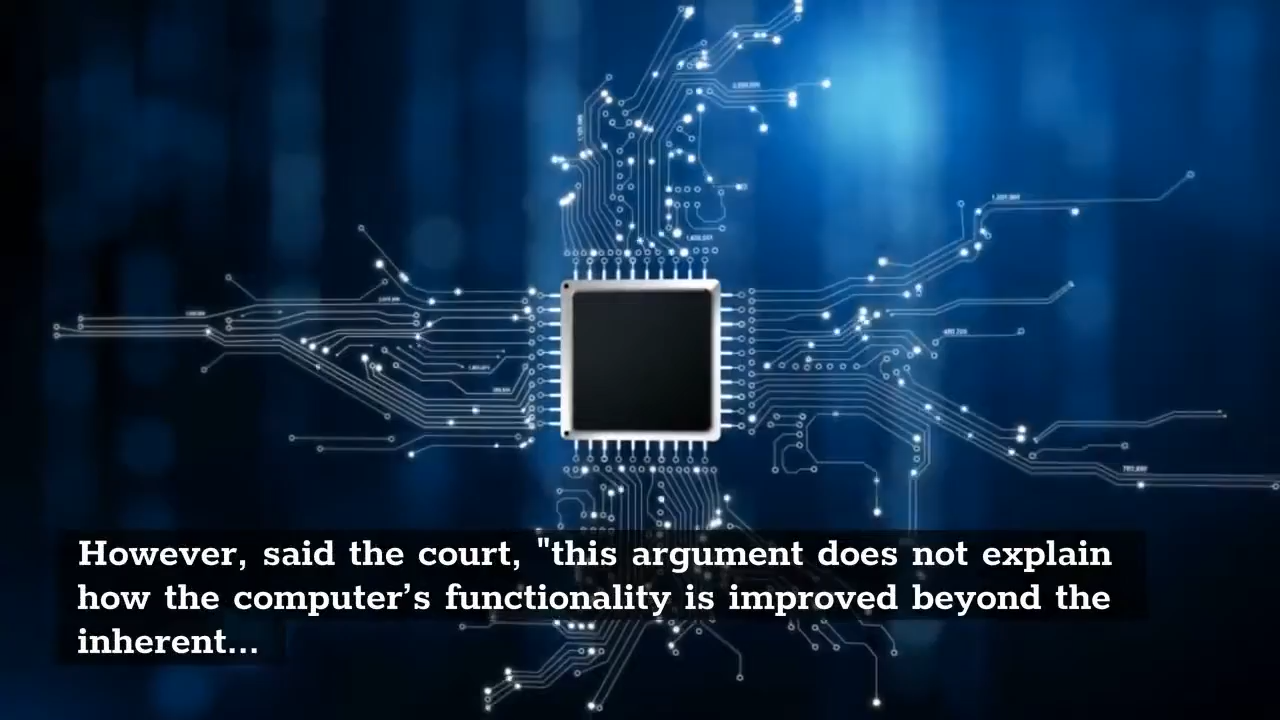 However, said the court, "this argument does not explain
how the computer’s functionality is improved beyond the
inherent...